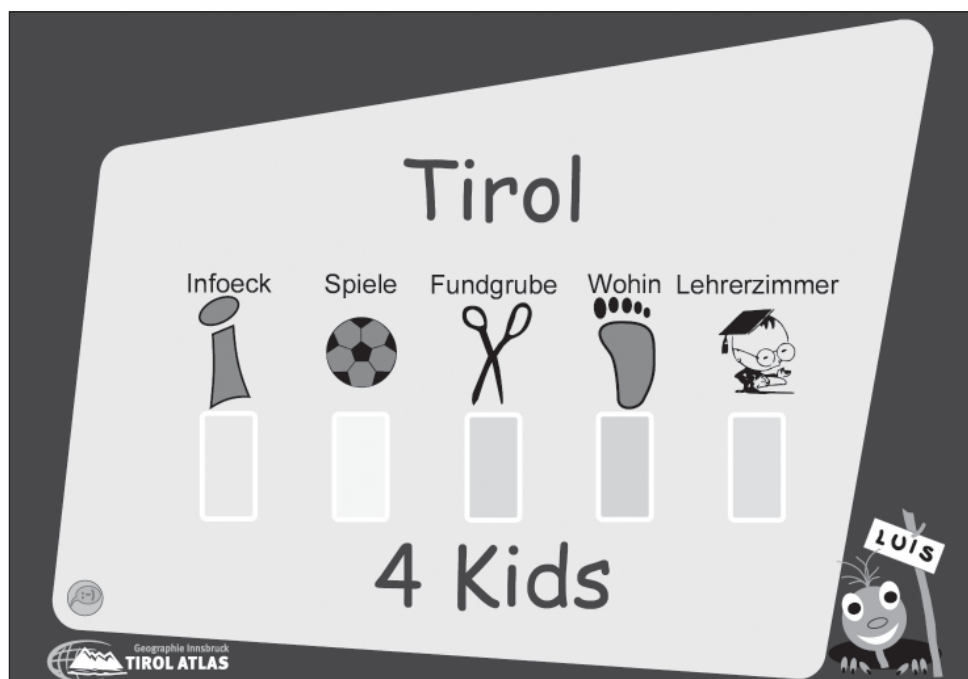 Tirol
Infoeck Spiele Fundgrube Wohin Lehrerzimmer
4 Kids
LUIS
:-)
Geographie Innsbruck
TIROL ATLAS